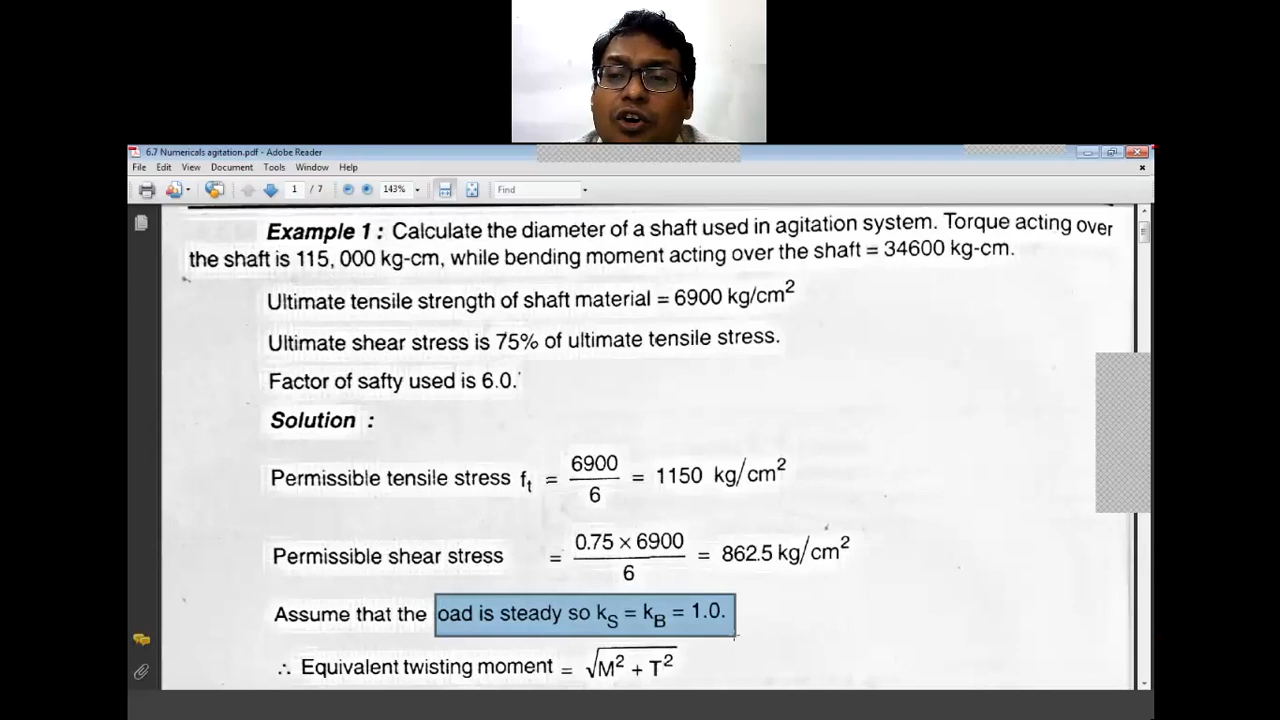 6.7 Numericals agitation.pdf - Adobe Reader
File Edit View Document Tools Window Help
1 / 7 143% Find
Example 1 : Calculate the diameter of a shaft used in agitation system. Torque acting over
the shaft is 115, 000 kg-cm, while bending moment acting over the shaft = 34600 kg-cm.
Ultimate tensile strength of shaft material = 6900 kg/cm²
Ultimate shear stress is 75% of ultimate tensile stress.
Factor of safty used is 6.0.
Solution :
Permissible tensile stress fₜ = 6900/6 = 1150 kg/cm²
Permissible shear stress = 0.75 × 6900/6 = 862.5 kg/cm²
Assume that the oad is steady so k_S = k_B = 1.0.
∴ Equivalent twisting moment = √M² + T²